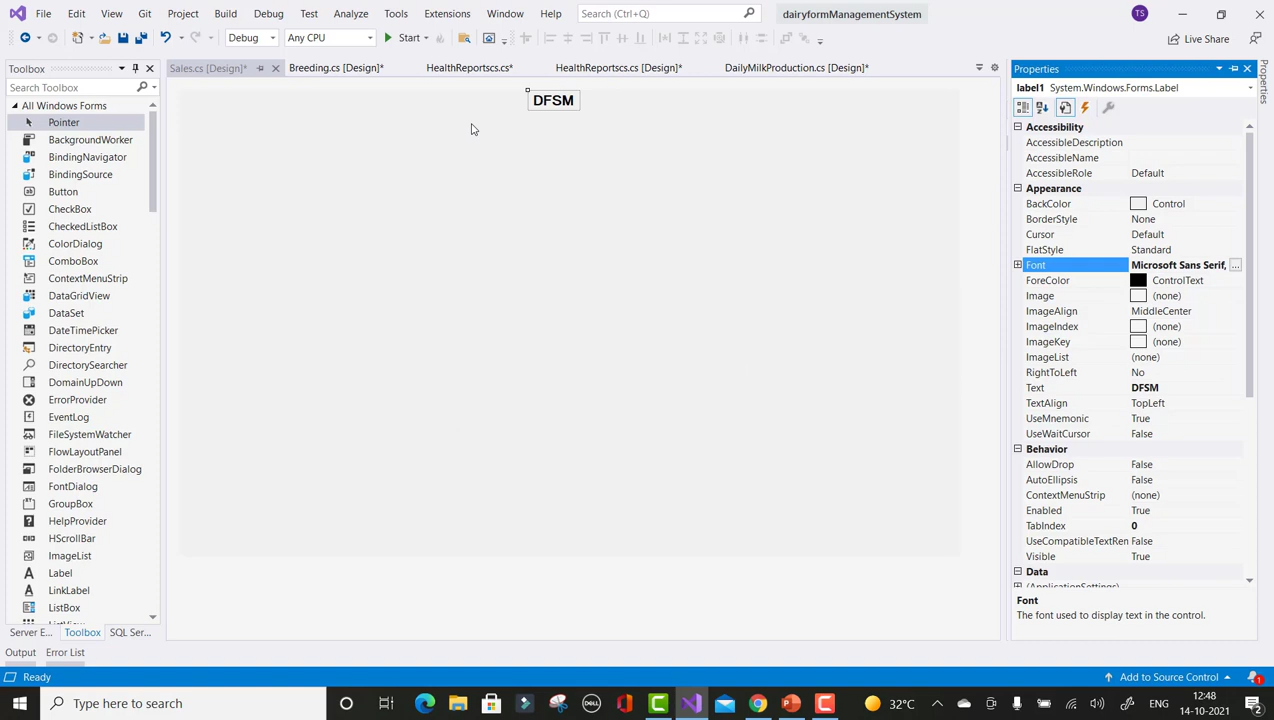 File Edit View Git Project Build Debug Test Analyze Tools Extensions Window Help Search (Ctrl+Q) dairyformManagementSystem TS
Debug Any CPU Start Live Share
Toolbox
Sales.cs [Design]* Breeding.cs [Design]* HealthReportscs.cs* HealthReportscs.cs [Design]* DailyMilkProduction.cs [Design]*
Properties
Search Toolbox
label1 System.Windows.Forms.Label
All Windows Forms
Pointer
BackgroundWorker
BindingNavigator
BindingSource
Button
CheckBox
CheckedListBox
ColorDialog
ComboBox
ContextMenuStrip
DataGridView
DataSet
DateTimePicker
DirectoryEntry
DirectorySearcher
DomainUpDown
ErrorProvider
EventLog
FileSystemWatcher
FlowLayoutPanel
FolderBrowserDialog
FontDialog
GroupBox
HelpProvider
HScrollBar
ImageList
Label
LinkLabel
ListBox
Server E... Toolbox SQL Ser...
DFSM
Accessibility
AccessibleDescription
AccessibleName
AccessibleRole Default
Appearance
BackColor Control
BorderStyle None
Cursor Default
FlatStyle Standard
Font Microsoft Sans Serif, ...
ForeColor ControlText
Image (none)
ImageAlign MiddleCenter
ImageIndex (none)
ImageKey (none)
ImageList (none)
RightToLeft No
Text DFSM
TextAlign TopLeft
UseMnemonic True
UseWaitCursor False
Behavior
AllowDrop False
AutoEllipsis False
ContextMenuStrip (none)
Enabled True
TabIndex 0
UseCompatibleTextRen False
Visible True
Data
(ApplicationSettings)
Font
The font used to display text in the control.
Properties
Output Error List
Ready Add to Source Control 1
Type here to search DELL 32°C ENG 12:48
14-10-2021 2